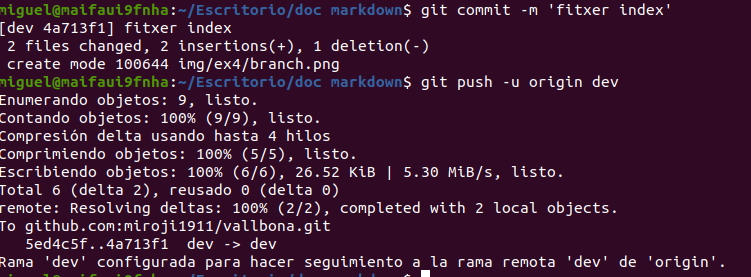 miguel@maifaui9fnha:~/Escritorio/doc markdown$ git commit -m 'fitxer index'
[dev 4a713f1] fitxer index
 2 files changed, 2 insertions(+), 1 deletion(-)
 create mode 100644 img/ex4/branch.png
miguel@maifaui9fnha:~/Escritorio/doc markdown$ git push -u origin dev
Enumerando objetos: 9, listo.
Contando objetos: 100% (9/9), listo.
Compresión delta usando hasta 4 hilos
Comprimiendo objetos: 100% (5/5), listo.
Escribiendo objetos: 100% (6/6), 26.52 KiB | 5.30 MiB/s, listo.
Total 6 (delta 2), reusado 0 (delta 0)
remote: Resolving deltas: 100% (2/2), completed with 2 local objects.
To github.com:miroji1911/vallbona.git
   5ed4c5f..4a713f1  dev -> dev
Rama 'dev' configurada para hacer seguimiento a la rama remota 'dev' de 'origin'.
miguel@maifaui9fnha:~/Escritorio/doc markdown$